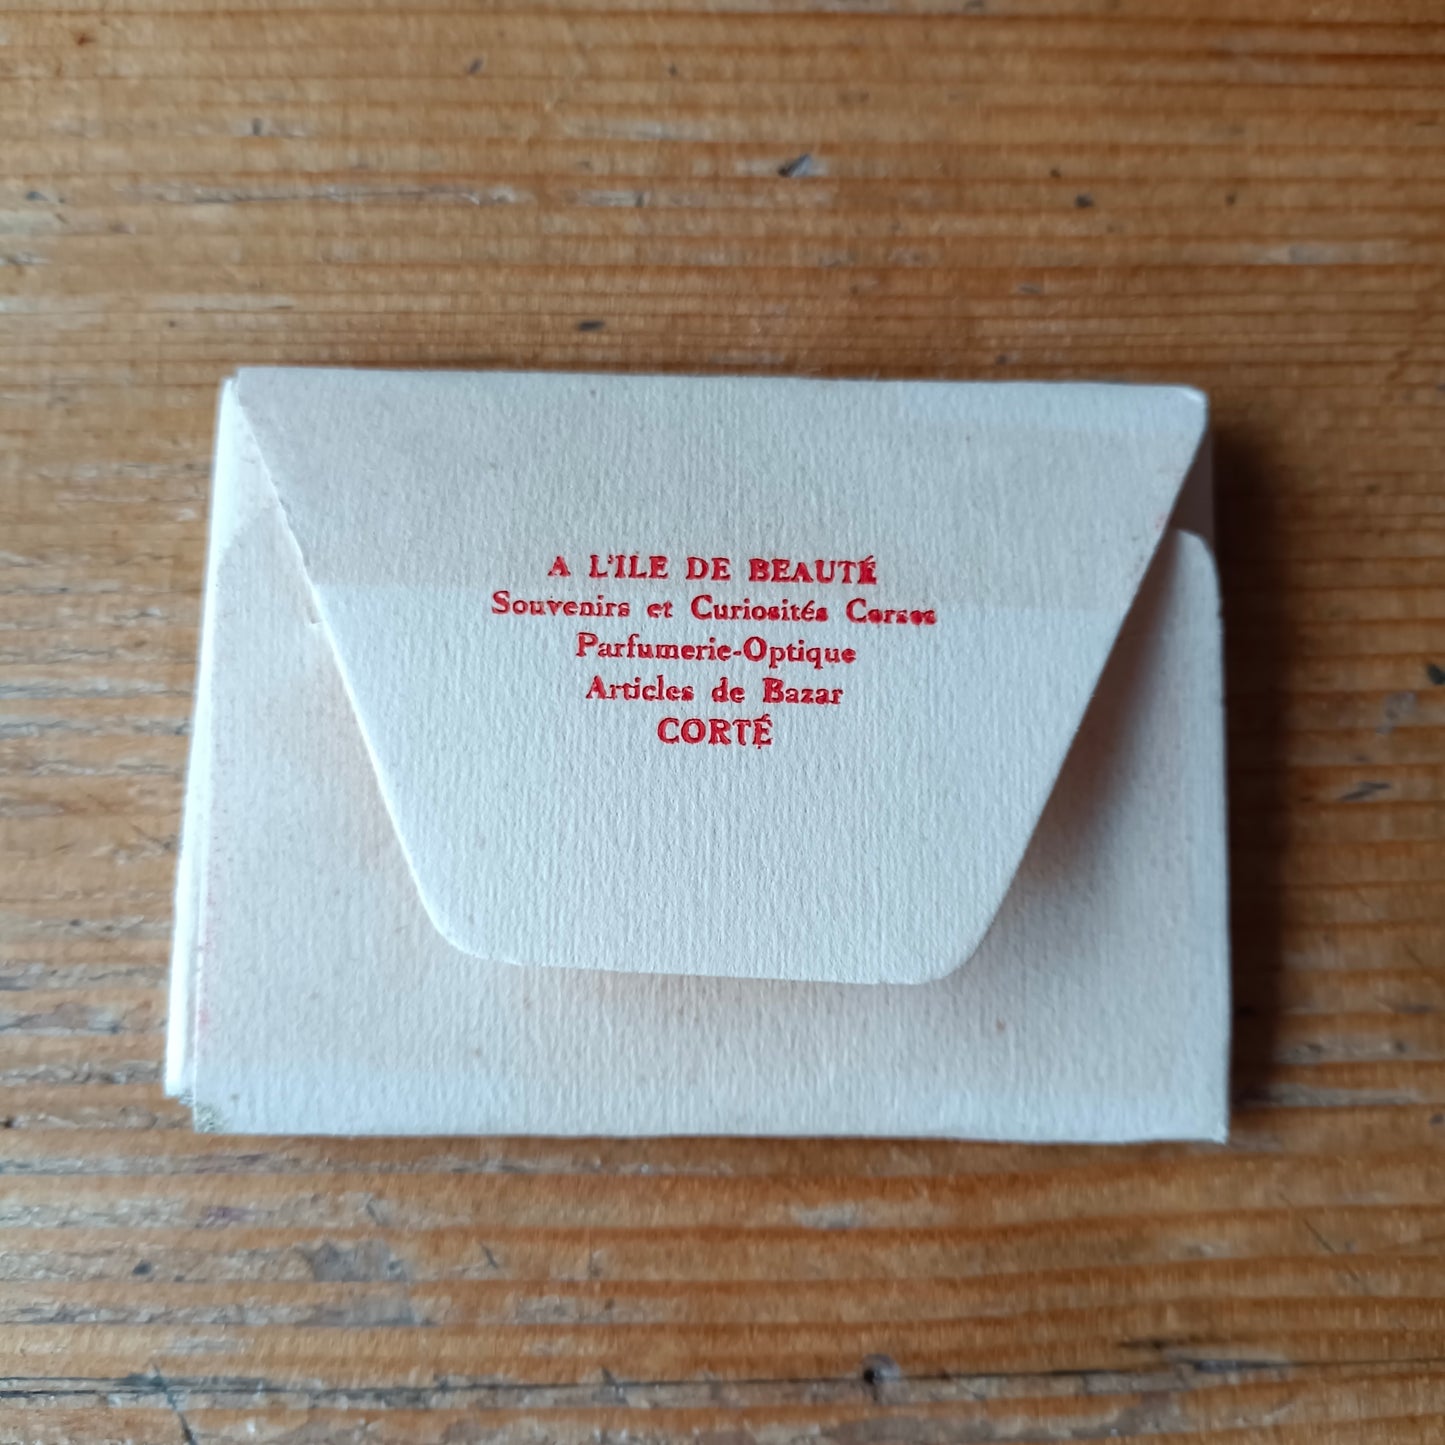 A L'ILE DE BEAUTÉ
Souvenirs et Curiosités Corses
Parfumerie-Optique
Articles de Bazar
CORTÉ